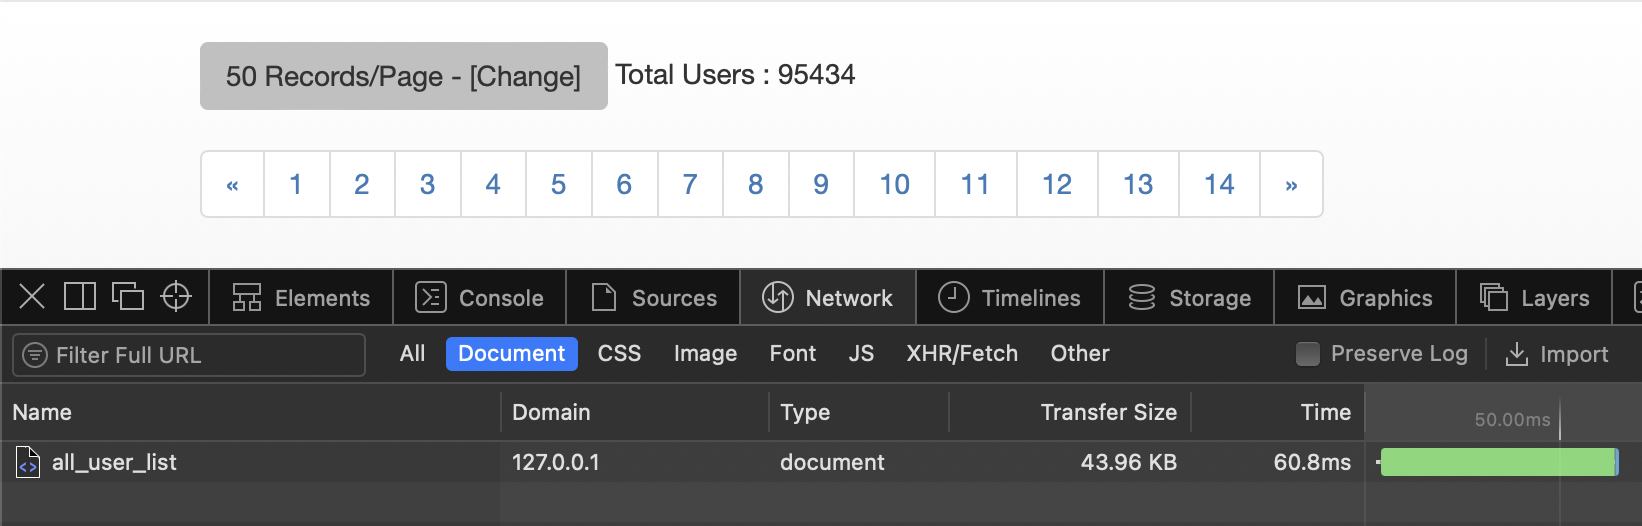 50 Records/Page - [Change] Total Users : 95434
« 1 2 3 4 5 6 7 8 9 10 11 12 13 14 »
Elements Console Sources Network Timelines Storage Graphics Layers
Filter Full URL All Document CSS Image Font JS XHR/Fetch Other Preserve Log Import
Name Domain Type Transfer Size Time 50.00ms
all_user_list 127.0.0.1 document 43.96 KB 60.8ms